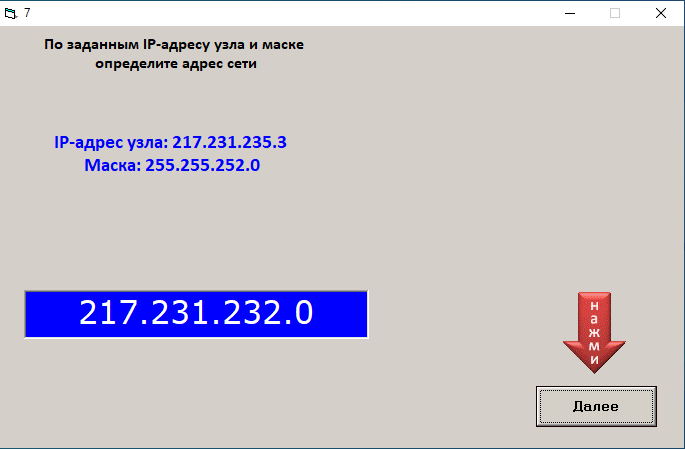 7
По заданным IP-адресу узла и маске
определите адрес сети
IP-адрес узла: 217.231.235.3
Маска: 255.255.252.0
217.231.232.0
нажми
Далее